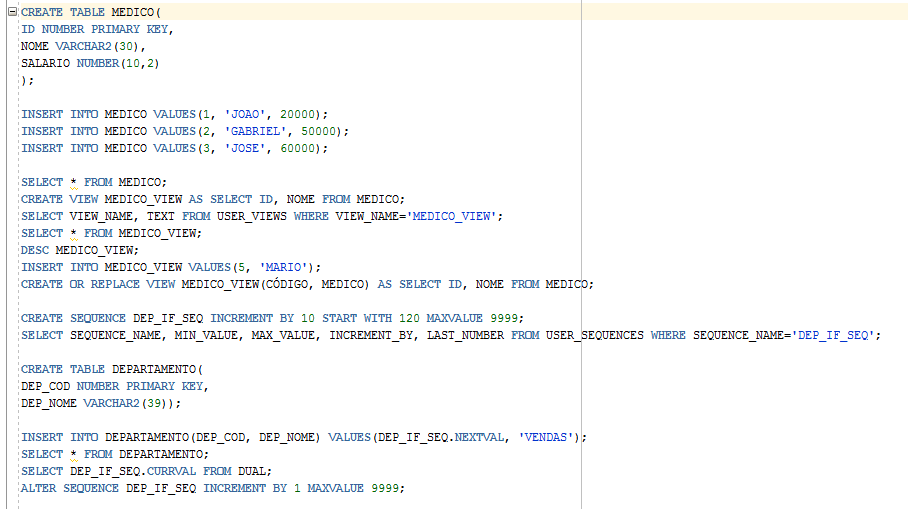 CREATE TABLE MEDICO(
ID NUMBER PRIMARY KEY,
NOME VARCHAR2(30),
SALARIO NUMBER(10,2)
);
INSERT INTO MEDICO VALUES(1, 'JOAO', 20000);
INSERT INTO MEDICO VALUES(2, 'GABRIEL', 50000);
INSERT INTO MEDICO VALUES(3, 'JOSE', 60000);
SELECT * FROM MEDICO;
CREATE VIEW MEDICO_VIEW AS SELECT ID, NOME FROM MEDICO;
SELECT VIEW_NAME, TEXT FROM USER_VIEWS WHERE VIEW_NAME='MEDICO_VIEW';
SELECT * FROM MEDICO_VIEW;
DESC MEDICO_VIEW;
INSERT INTO MEDICO_VIEW VALUES(5, 'MARIO');
CREATE OR REPLACE VIEW MEDICO_VIEW(CÓDIGO, MEDICO) AS SELECT ID, NOME FROM MEDICO;
CREATE SEQUENCE DEP_IF_SEQ INCREMENT BY 10 START WITH 120 MAXVALUE 9999;
SELECT SEQUENCE_NAME, MIN_VALUE, MAX_VALUE, INCREMENT_BY, LAST_NUMBER FROM USER_SEQUENCES WHERE SEQUENCE_NAME='DEP_IF_SEQ';
CREATE TABLE DEPARTAMENTO(
DEP_COD NUMBER PRIMARY KEY,
DEP_NOME VARCHAR2(39));
INSERT INTO DEPARTAMENTO(DEP_COD, DEP_NOME) VALUES(DEP_IF_SEQ.NEXTVAL, 'VENDAS');
SELECT * FROM DEPARTAMENTO;
SELECT DEP_IF_SEQ.CURRVAL FROM DUAL;
ALTER SEQUENCE DEP_IF_SEQ INCREMENT BY 1 MAXVALUE 9999;